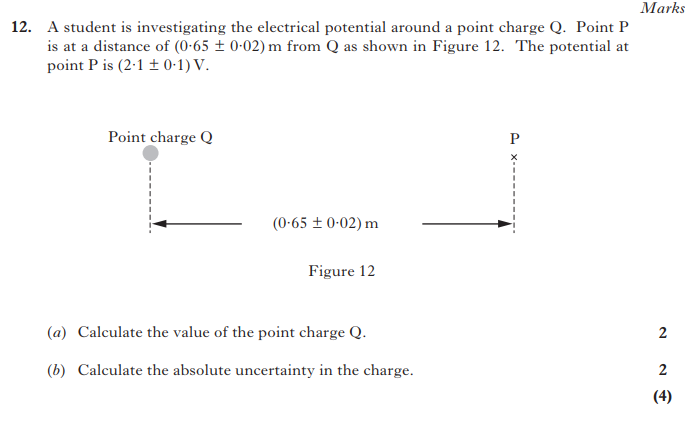 Marks
12. A student is investigating the electrical potential around a point charge Q. Point P
is at a distance of (0·65 ± 0·02) m from Q as shown in Figure 12. The potential at
point P is (2·1 ± 0·1) V.
Point charge Q P
×
(0·65 ± 0·02) m
Figure 12
(a) Calculate the value of the point charge Q. 2
(b) Calculate the absolute uncertainty in the charge. 2
(4)